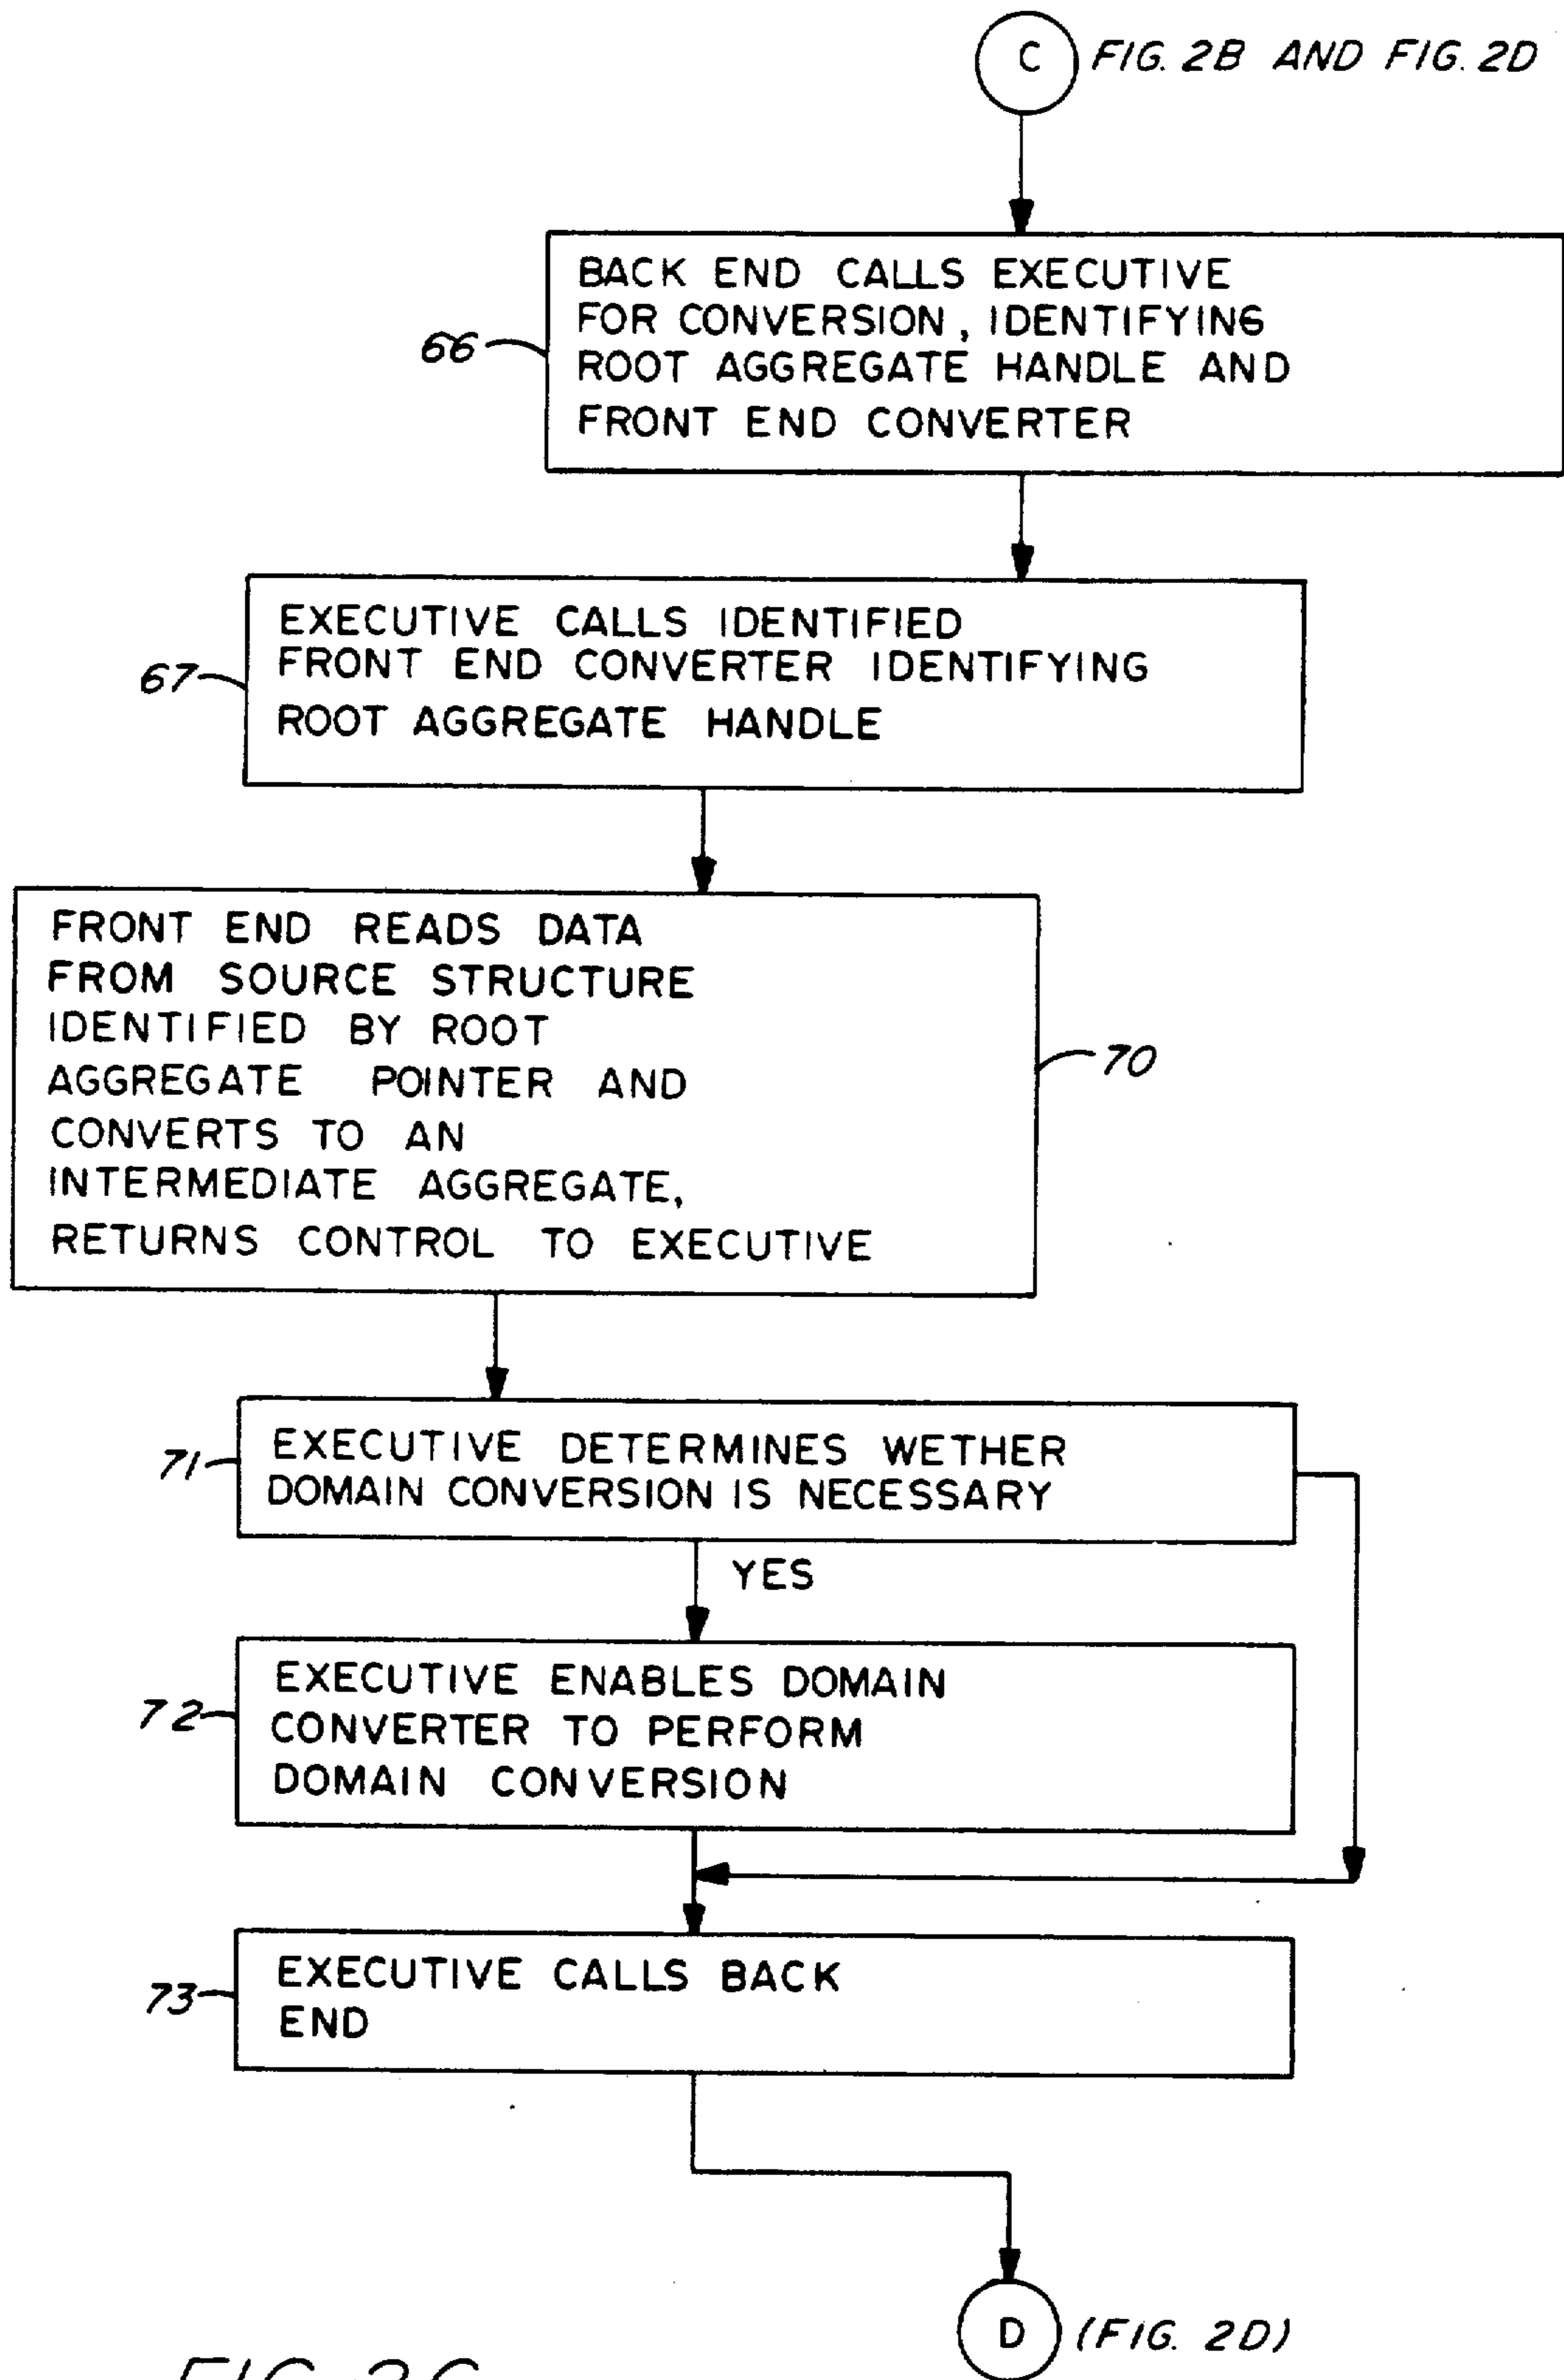 C FIG. 2B AND FIG. 2D
BACK END CALLS EXECUTIVE
FOR CONVERSION, IDENTIFYING
66
ROOT AGGREGATE HANDLE AND
FRONT END CONVERTER
EXECUTIVE CALLS IDENTIFIED
FRONT END CONVERTER IDENTIFYING
67
ROOT AGGREGATE HANDLE
FRONT END READS DATA
FROM SOURCE STRUCTURE
IDENTIFIED BY ROOT
70
AGGREGATE POINTER AND
CONVERTS TO AN
INTERMEDIATE AGGREGATE,
RETURNS CONTROL TO EXECUTIVE
71
EXECUTIVE DETERMINES WETHER
DOMAIN CONVERSION IS NECESSARY
YES
EXECUTIVE ENABLES DOMAIN
72
CONVERTER TO PERFORM
DOMAIN CONVERSION
73
EXECUTIVE CALLS BACK
END
D (FIG. 2D)
FIG. 2C